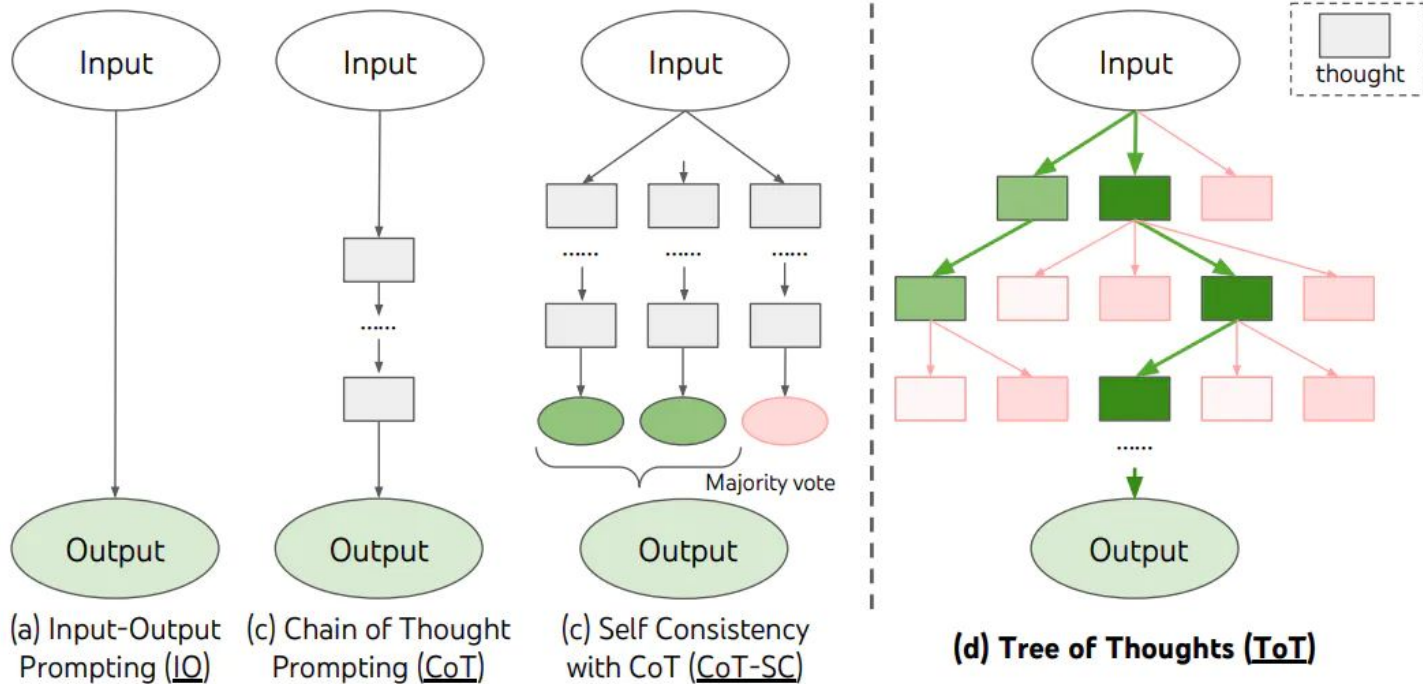 Input
Input
Input
Input
thought
......
......
......
......
......
Majority vote
Output
Output
Output
Output
(a) Input-Output
Prompting (IO)
(c) Chain of Thought
Prompting (CoT)
(c) Self Consistency
with CoT (CoT-SC)
(d) Tree of Thoughts (ToT)